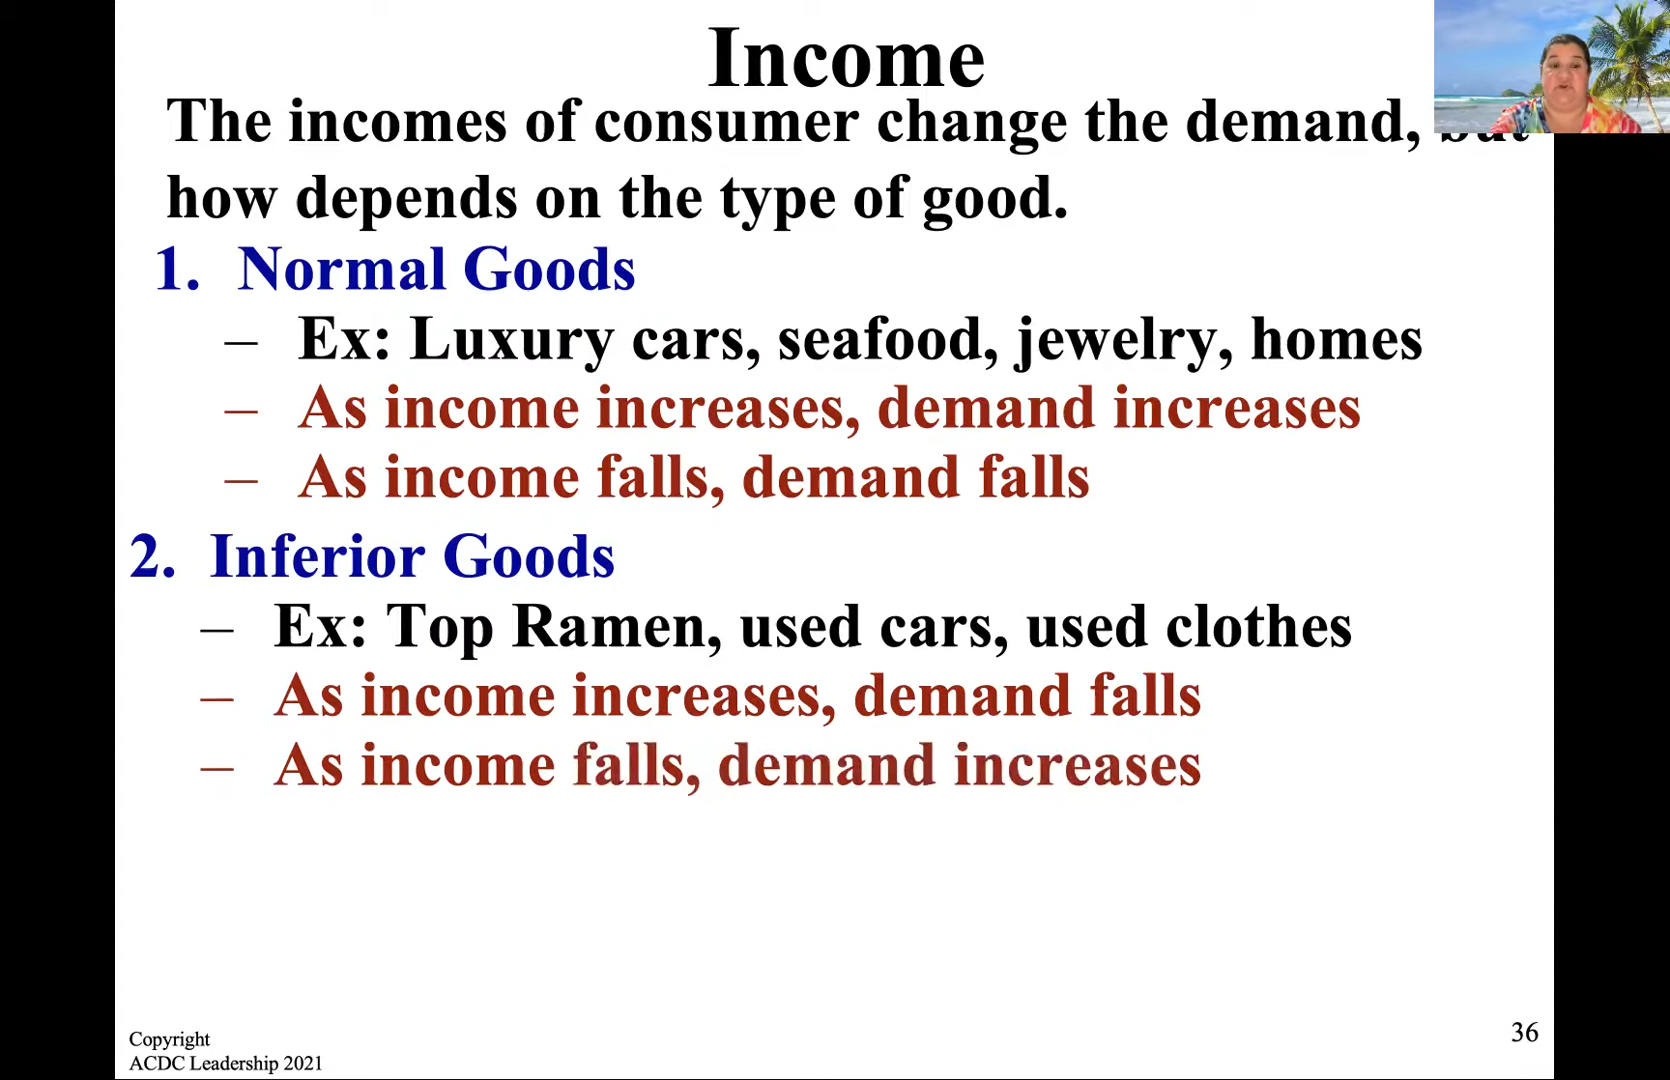 Income
The incomes of consumer change the demand,
how depends on the type of good.
1. Normal Goods
– Ex: Luxury cars, seafood, jewelry, homes
– As income increases, demand increases
– As income falls, demand falls
2. Inferior Goods
– Ex: Top Ramen, used cars, used clothes
– As income increases, demand falls
– As income falls, demand increases
Copyright
ACDC Leadership 2021
36